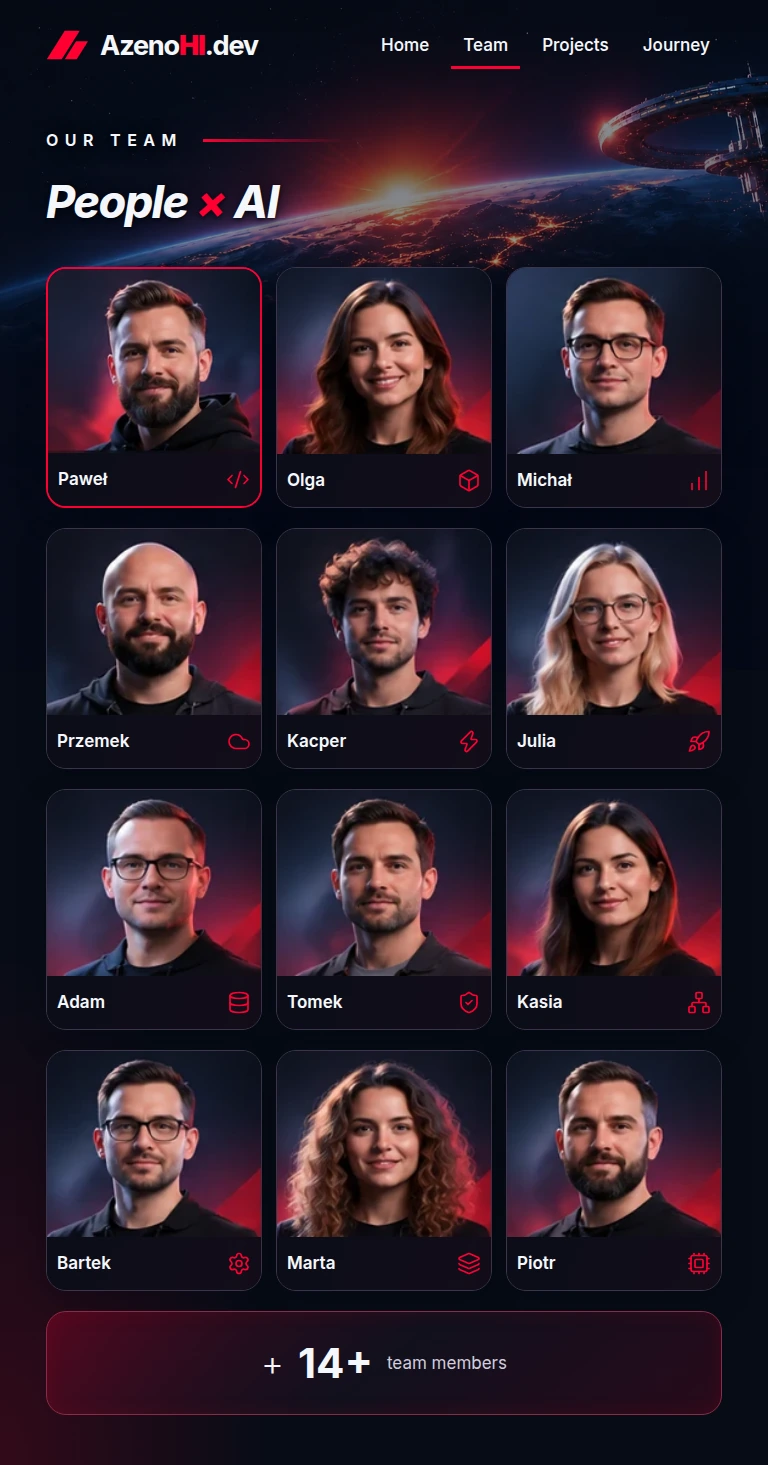 AzenoHI.dev
Home Team Projects Journey
OUR TEAM
People × AI
Paweł
Olga
Michał
Przemek
Kacper
Julia
Adam
Tomek
Kasia
Bartek
Marta
Piotr
+ 14+ team members